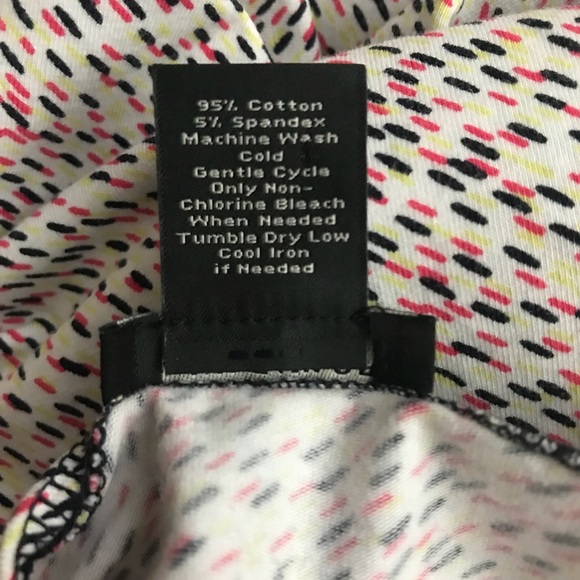 95% Cotton
5% Spandex
Machine Wash
Cold
Gentle Cycle
Only Non-
Chlorine Bleach
When Needed
Tumble Dry Low
Cool Iron
if Needed